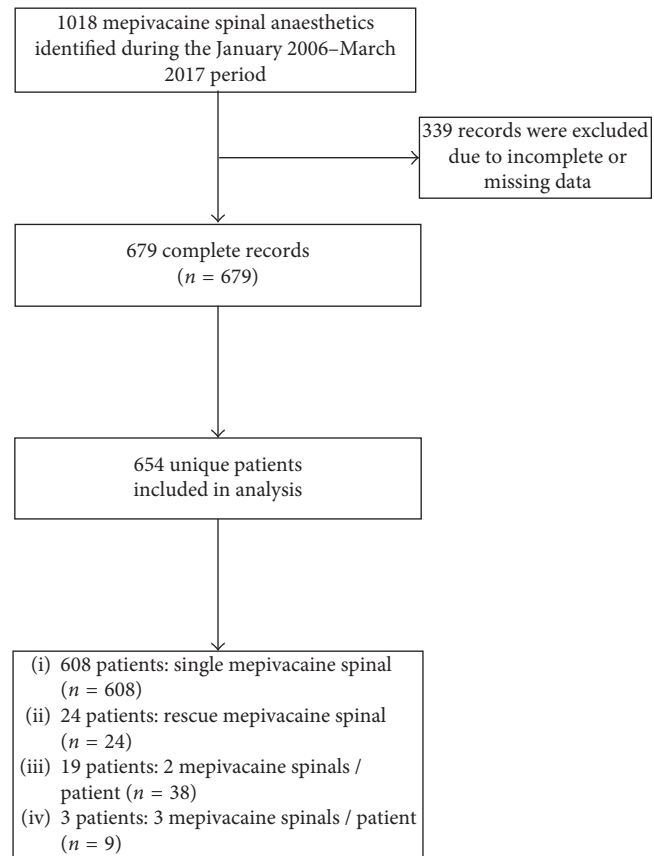 1018 mepivacaine spinal anaesthetics
identified during the January 2006–March
2017 period
339 records were excluded
due to incomplete or
missing data
679 complete records
(n = 679)
654 unique patients
included in analysis
(i) 608 patients: single mepivacaine spinal
(n = 608)
(ii) 24 patients: rescue mepivacaine spinal
(n = 24)
(iii) 19 patients: 2 mepivacaine spinals /
patient (n = 38)
(iv) 3 patients: 3 mepivacaine spinals / patient
(n = 9)